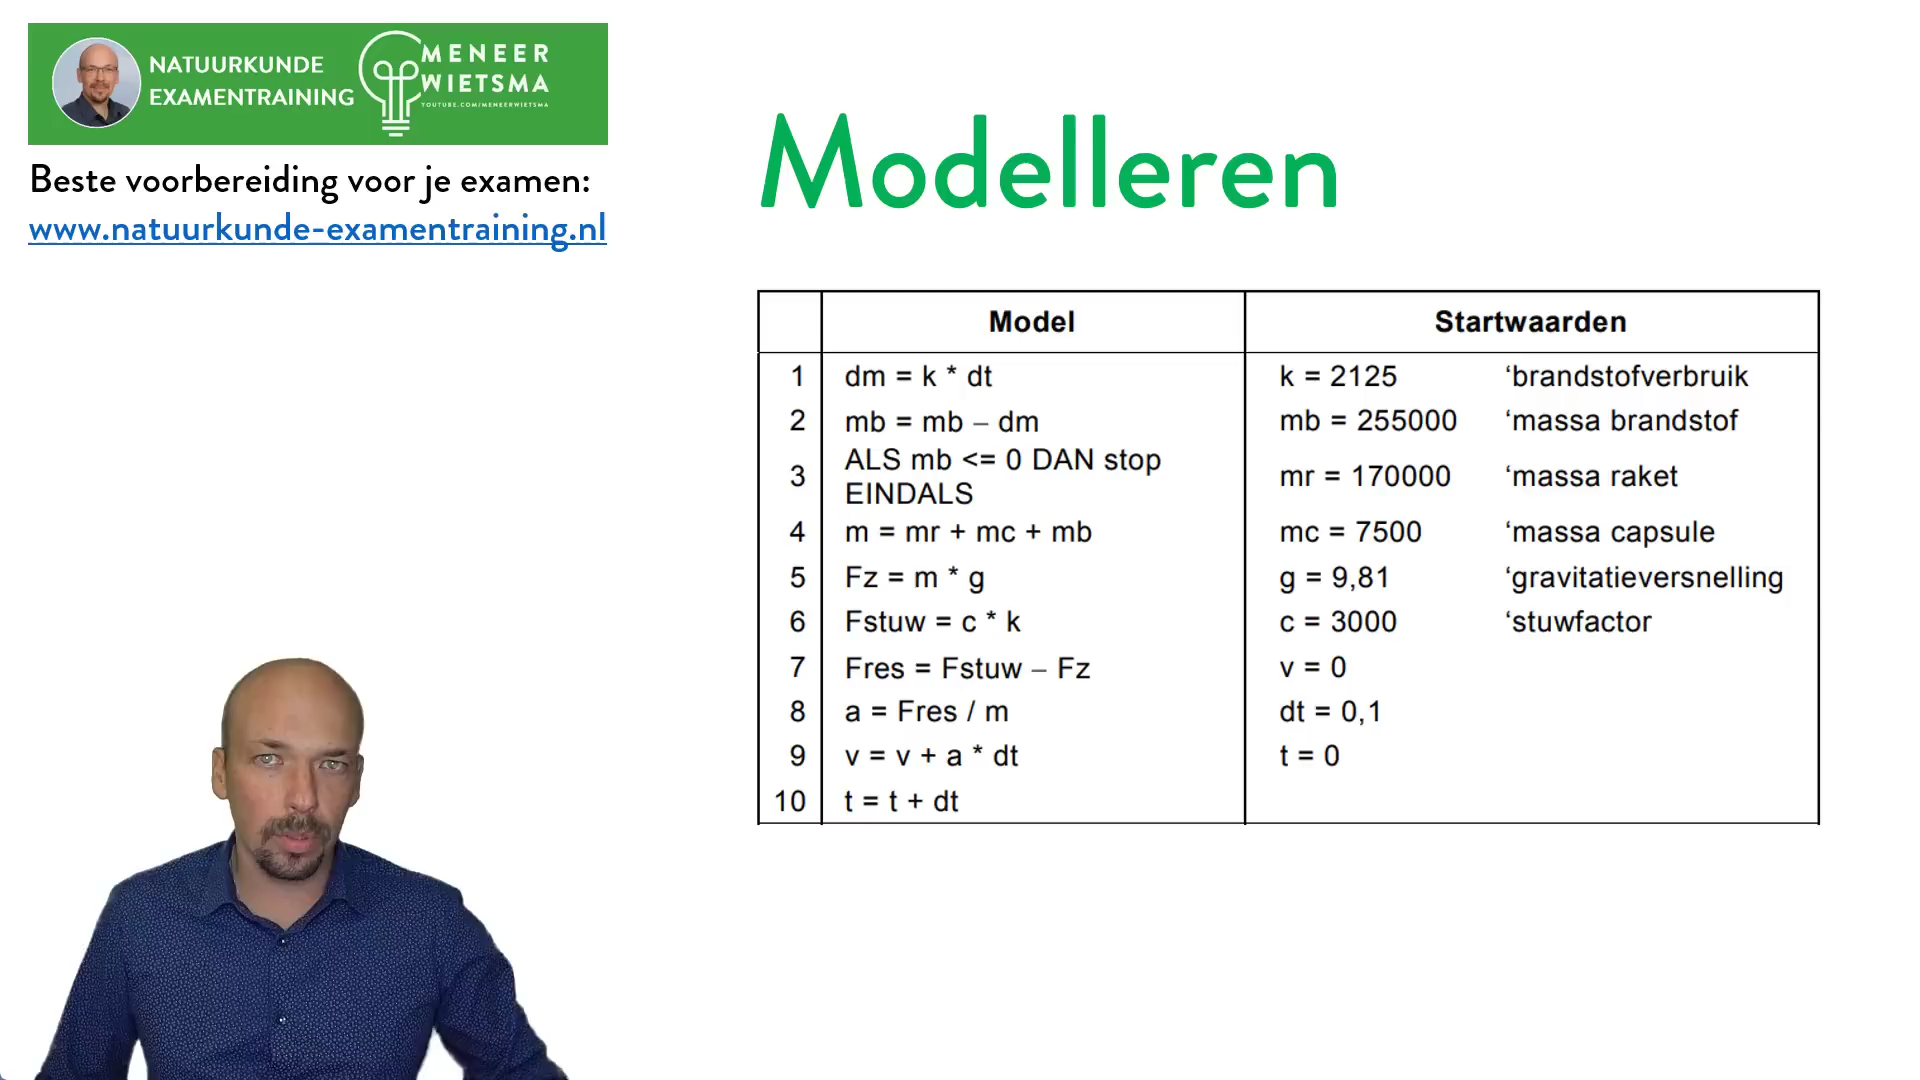 NATUURKUNDE
EXAMENTRAINING
MENEER
WIETSMA
YOUTUBE.COM/MENEERWIETSMA
Beste voorbereiding voor je examen:
www.natuurkunde-examentraining.nl
Modelleren
Model Startwaarden
1 dm = k * dt k = 2125 ‘brandstofverbruik
2 mb = mb – dm mb = 255000 ‘massa brandstof
3 ALS mb <= 0 DAN stop
EINDALS mr = 170000 ‘massa raket
4 m = mr + mc + mb mc = 7500 ‘massa capsule
5 Fz = m * g g = 9,81 ‘gravitatieversnelling
6 Fstuw = c * k c = 3000 ‘stuwfactor
7 Fres = Fstuw – Fz v = 0
8 a = Fres / m dt = 0,1
9 v = v + a * dt t = 0
10 t = t + dt